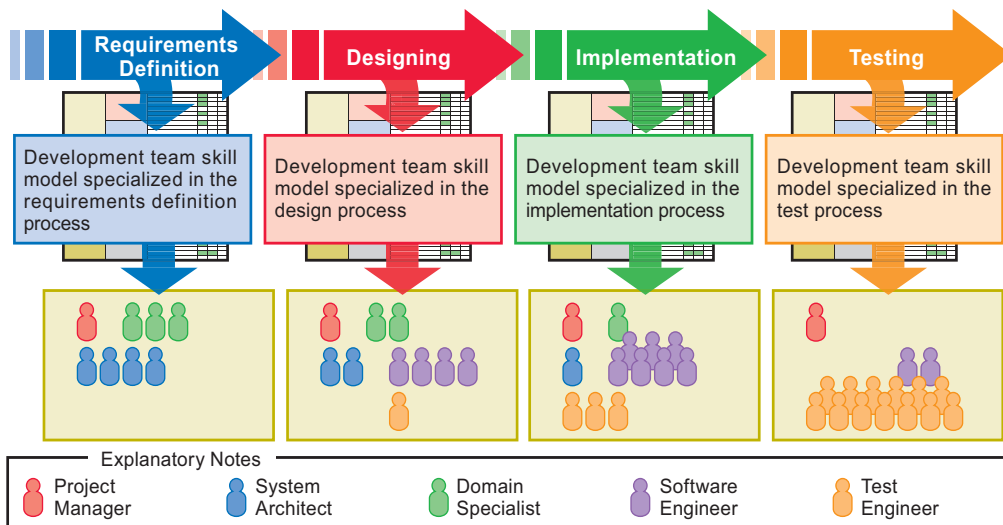 Requirements
Definition
Designing
Implementation
Testing
Development team skill
model specialized in the
requirements definition
process
Development team skill
model specialized in the
design process
Development team skill
model specialized in the
implementation process
Development team skill
model specialized in the
test process
Explanatory Notes
Project
Manager
System
Architect
Domain
Specialist
Software
Engineer
Test
Engineer